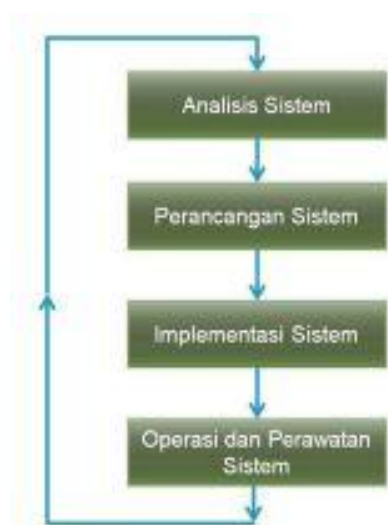 Analisis Sistem
Perancangan Sistem
Implementasi Sistem
Operasi dan Perawatan
Sistem